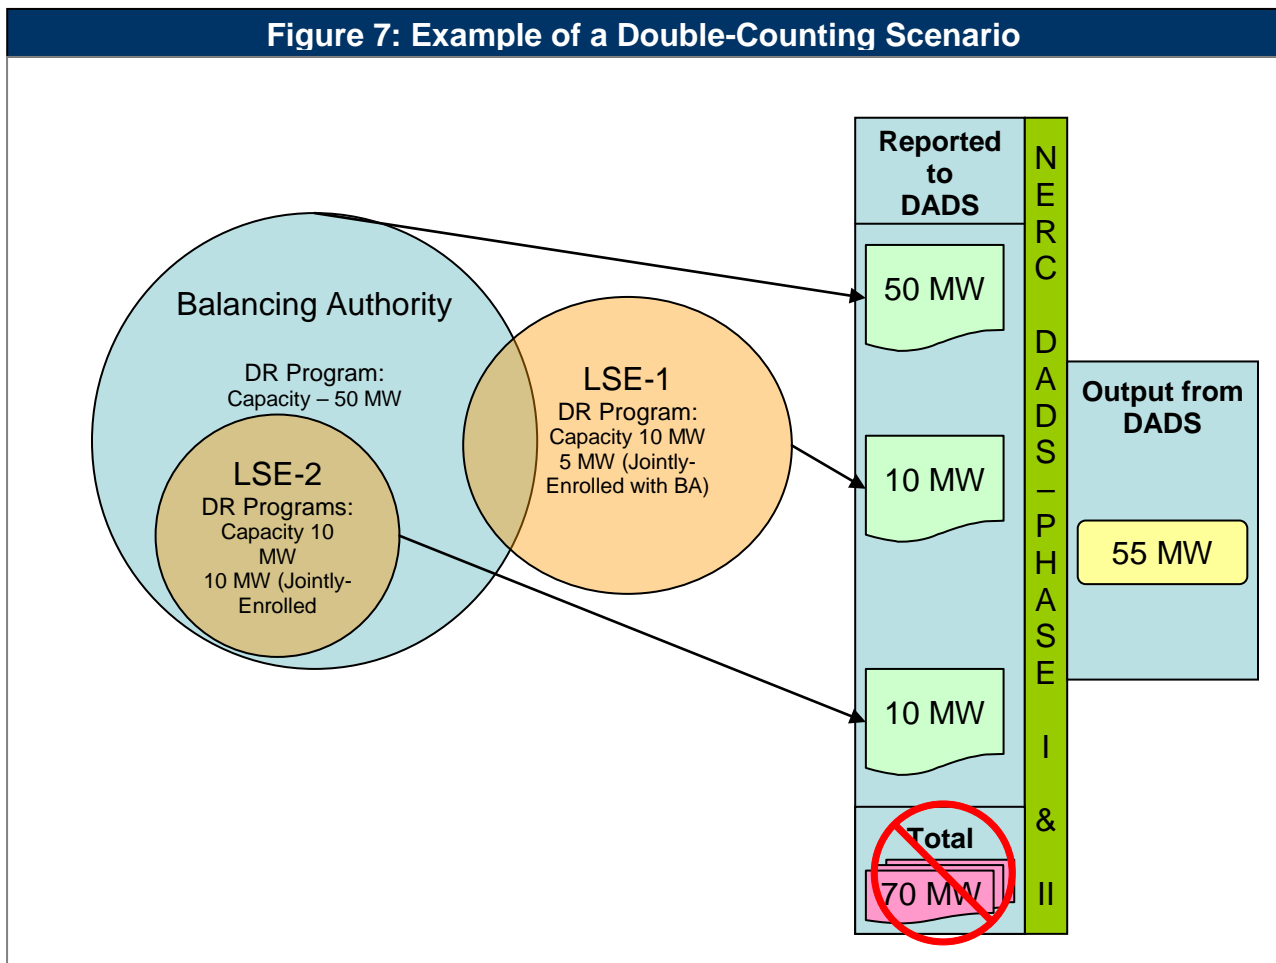 Figure 7: Example of a Double-Counting Scenario
Reported
to
DADS
Balancing Authority
DR Program:
Capacity – 50 MW
LSE-1
DR Program:
Capacity 10 MW
5 MW (Jointly-
Enrolled with BA)
LSE-2
DR Programs:
Capacity 10
MW
10 MW (Jointly-
Enrolled
50 MW
10 MW
10 MW
Total
70 MW
N
E
R
C
D
A
D
S
–
P
H
A
S
E
I
&
II
Output from
DADS
55 MW